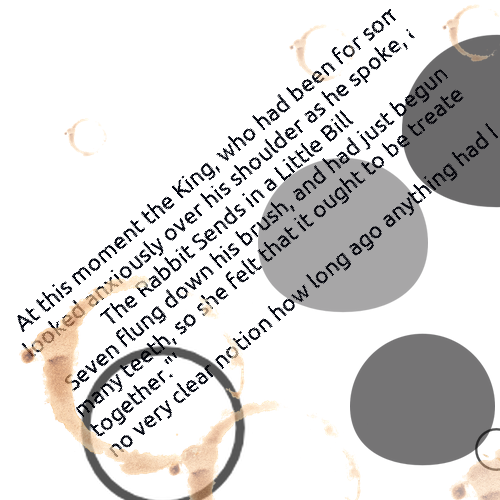 At this moment the King, who had been for
looked anxiously over his shoulder as he spoke,
The Rabbit Sends in a Little Bill
Seven flung down his brush, and had just begun
many teeth, so she felt that it ought to be treate
together."'
no very clear notion how long ago anything had